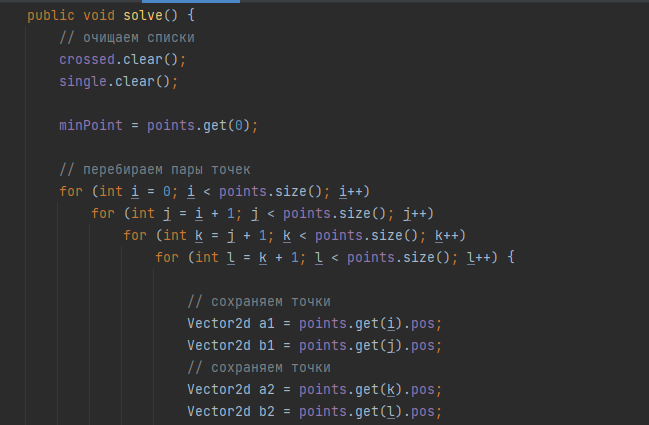 public void solve() {
// очищаем списки
crossed.clear();
single.clear();
minPoint = points.get(0);
// перебираем пары точек
for (int i = 0; i < points.size(); i++)
for (int j = i + 1; j < points.size(); j++)
for (int k = j + 1; k < points.size(); k++)
for (int l = k + 1; l < points.size(); l++) {
// сохраняем точки
Vector2d a1 = points.get(i).pos;
Vector2d b1 = points.get(j).pos;
// сохраняем точки
Vector2d a2 = points.get(k).pos;
Vector2d b2 = points.get(l).pos;